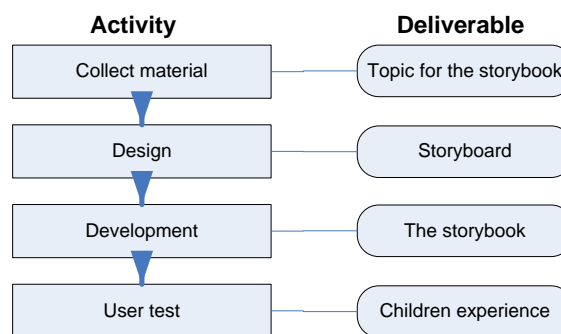 Activity Deliverable
Collect material Topic for the storybook
Design Storyboard
Development The storybook
User test Children experience